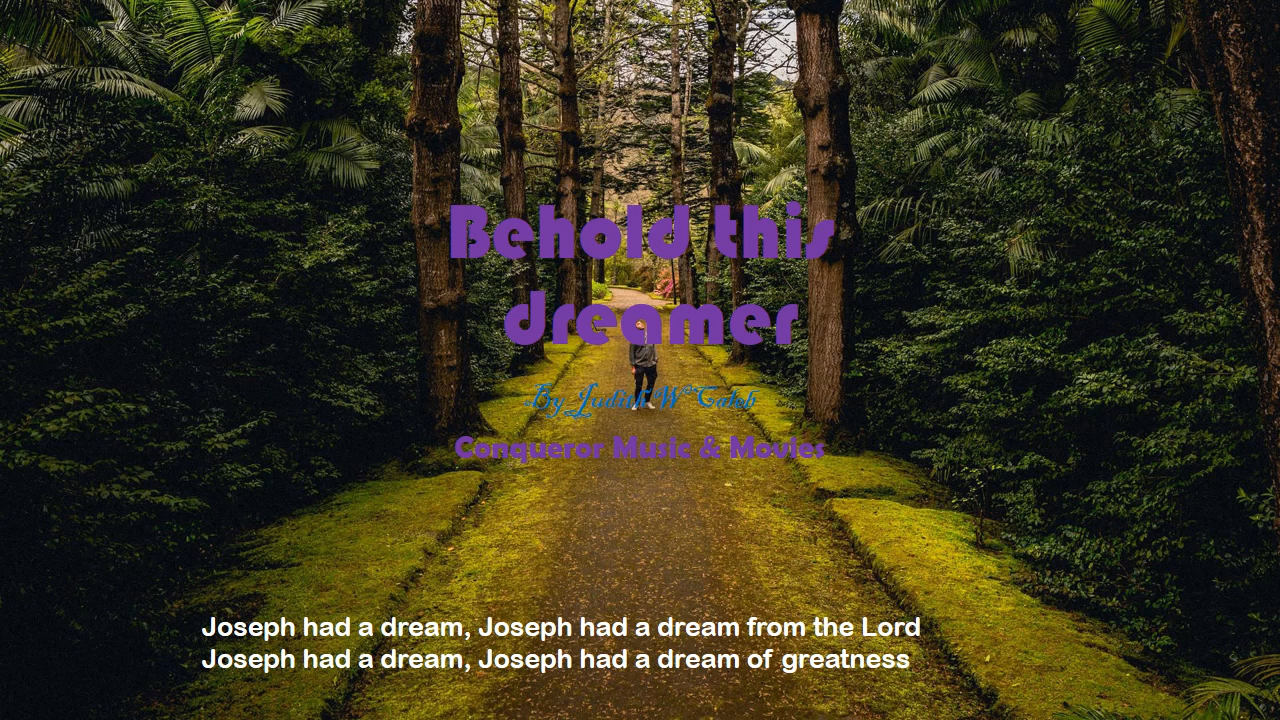 Behold this
dreamer
By Judith W Caleb
Conqueror Music & Movies
Joseph had a dream, Joseph had a dream from the Lord
Joseph had a dream, Joseph had a dream of greatness